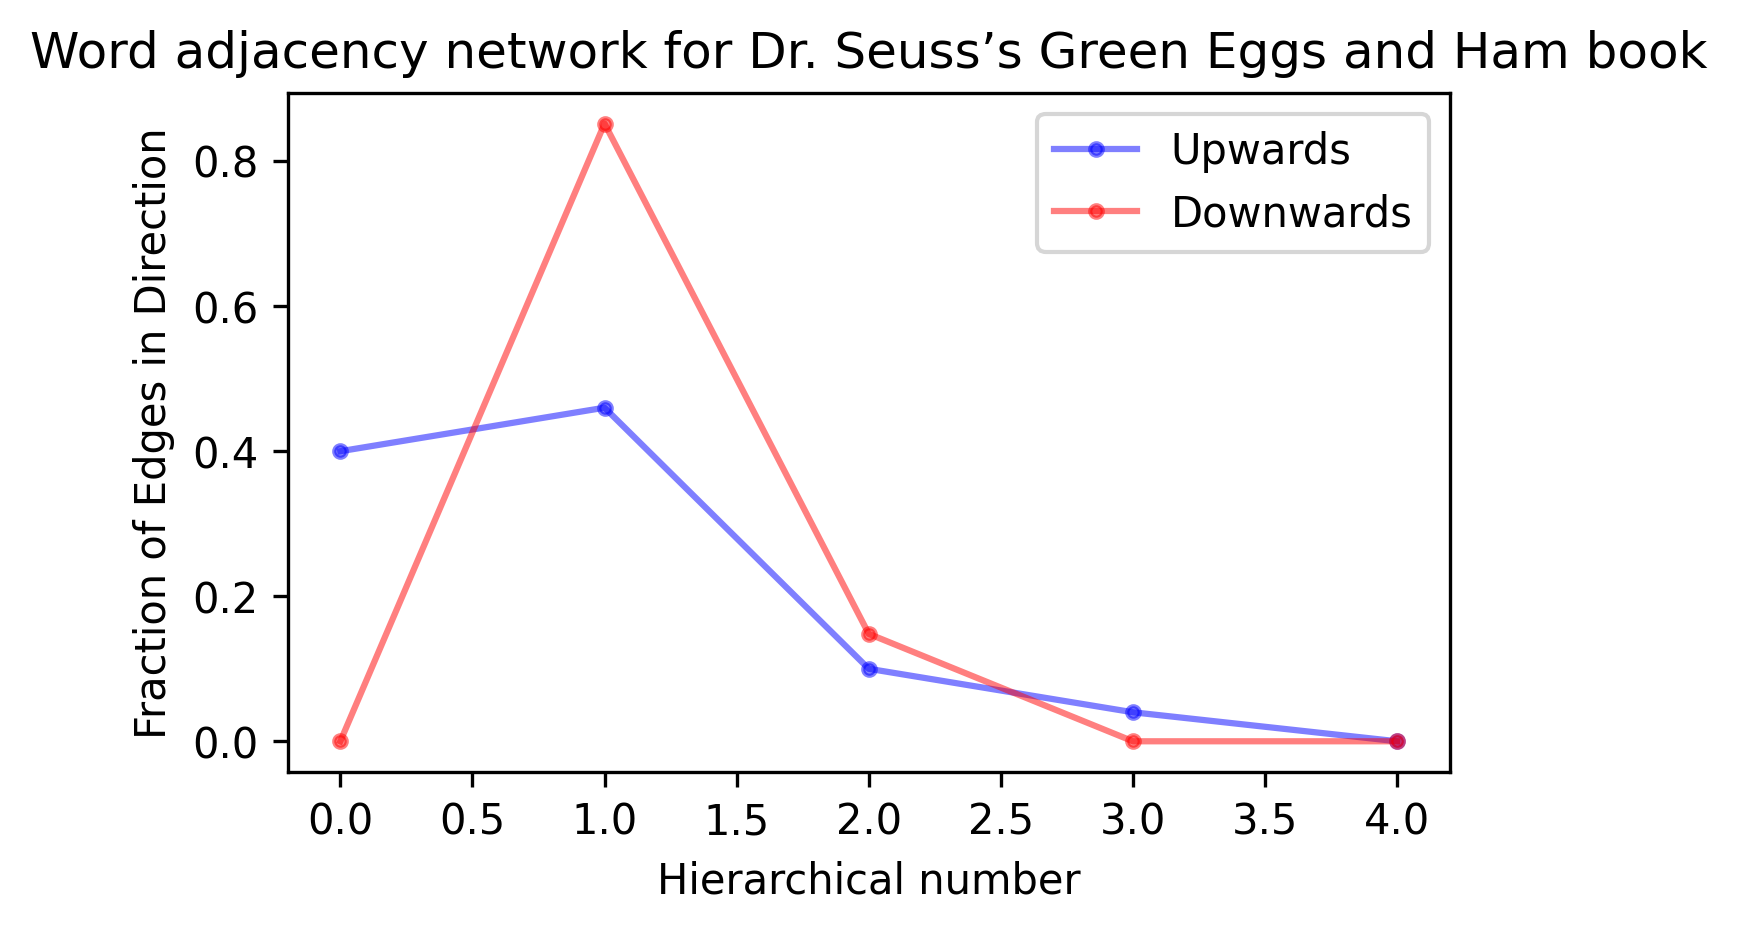 Word adjacency network for Dr. Seuss’s Green Eggs and Ham book
Upwards
Downwards
Fraction of Edges in Direction
0.8
0.6
0.4
0.2
0.0
0.0 0.5 1.0 1.5 2.0 2.5 3.0 3.5 4.0
Hierarchical number